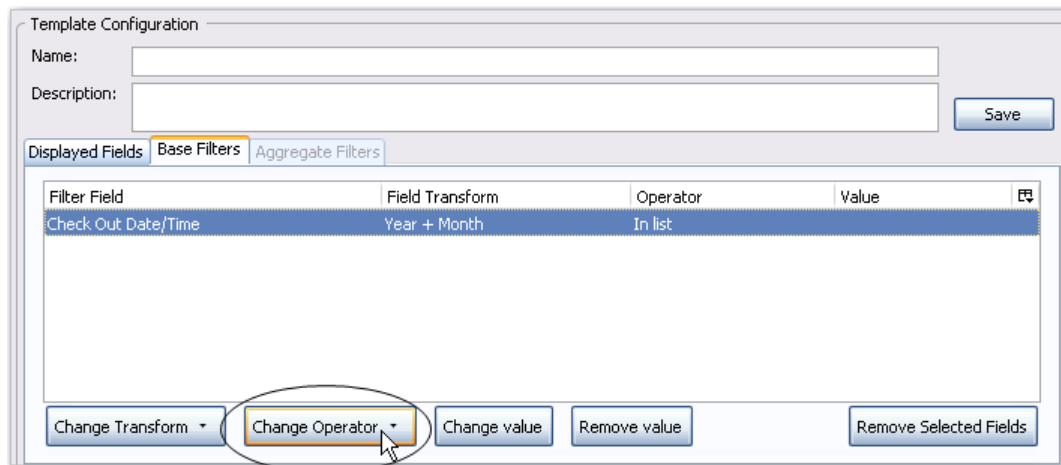 Template Configuration
Name:
Description:
Save
Displayed Fields Base Filters Aggregate Filters
Filter Field Field Transform Operator Value
Check Out Date/Time Year + Month In list
Change Transform Change Operator Change value Remove value Remove Selected Fields